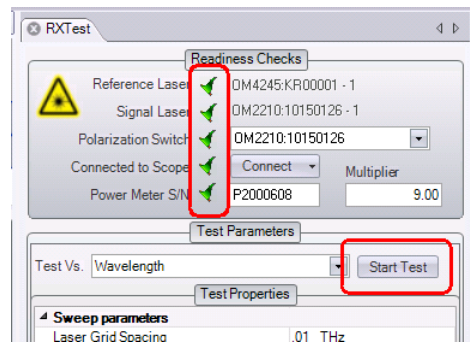 RXTest
Readiness Checks
Reference Laser OM4245:KR00001 - 1
Signal Laser OM2210:10150126 - 1
Polarization Switch OM2210:10150126
Connected to Scope Connect Multiplier
Power Meter S/N P2000608 9.00
Test Parameters
Test Vs. Wavelength Start Test
Test Properties
Sweep parameters
Laser Grid Spacing .01 THz